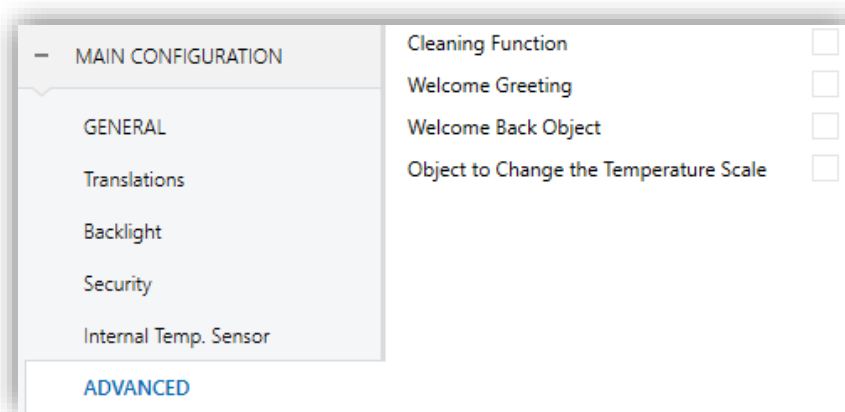 MAIN CONFIGURATION
GENERAL
Translations
Backlight
Security
Internal Temp. Sensor
ADVANCED
Cleaning Function
Welcome Greeting
Welcome Back Object
Object to Change the Temperature Scale